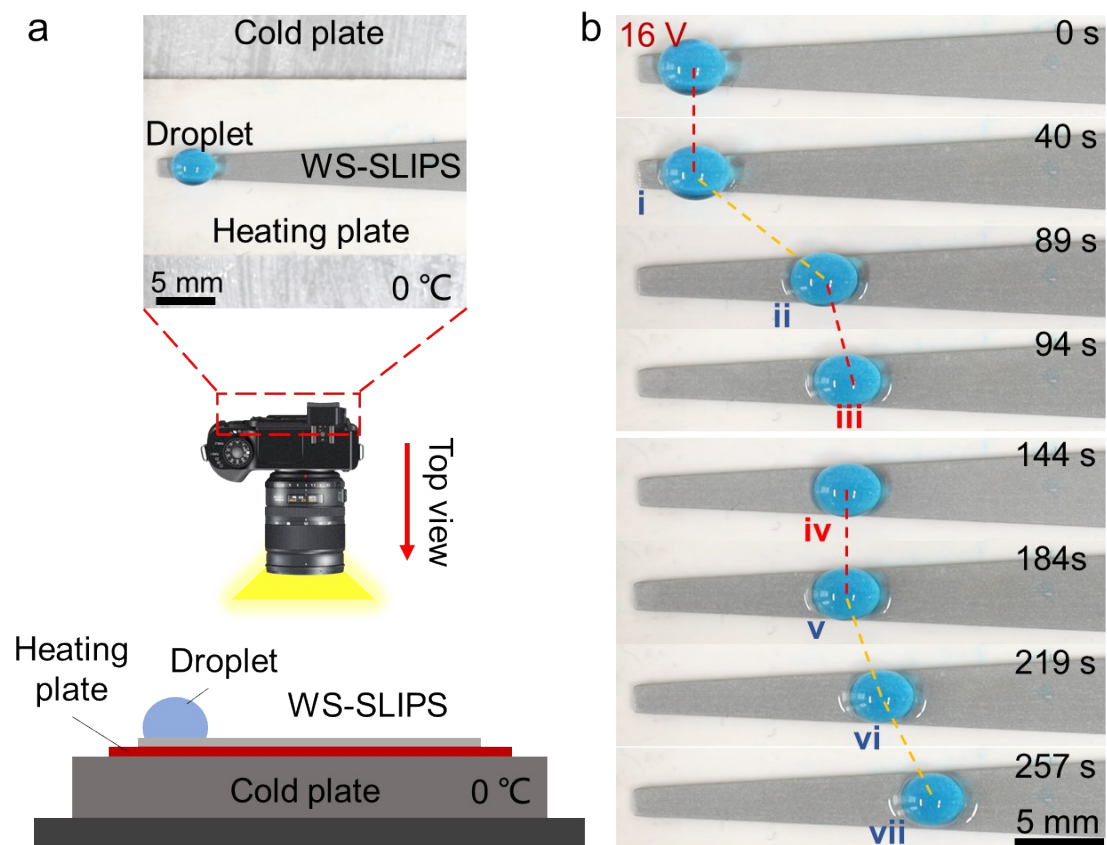 a
Cold plate
Droplet
WS-SLIPS
Heating plate
5 mm
0 ℃
Top view
Heating
plate
Droplet
WS-SLIPS
Cold plate
0 ℃
b
16 V
0 s
40 s
i
89 s
ii
94 s
iii
144 s
iv
184s
v
219 s
vi
257 s
vii
5 mm